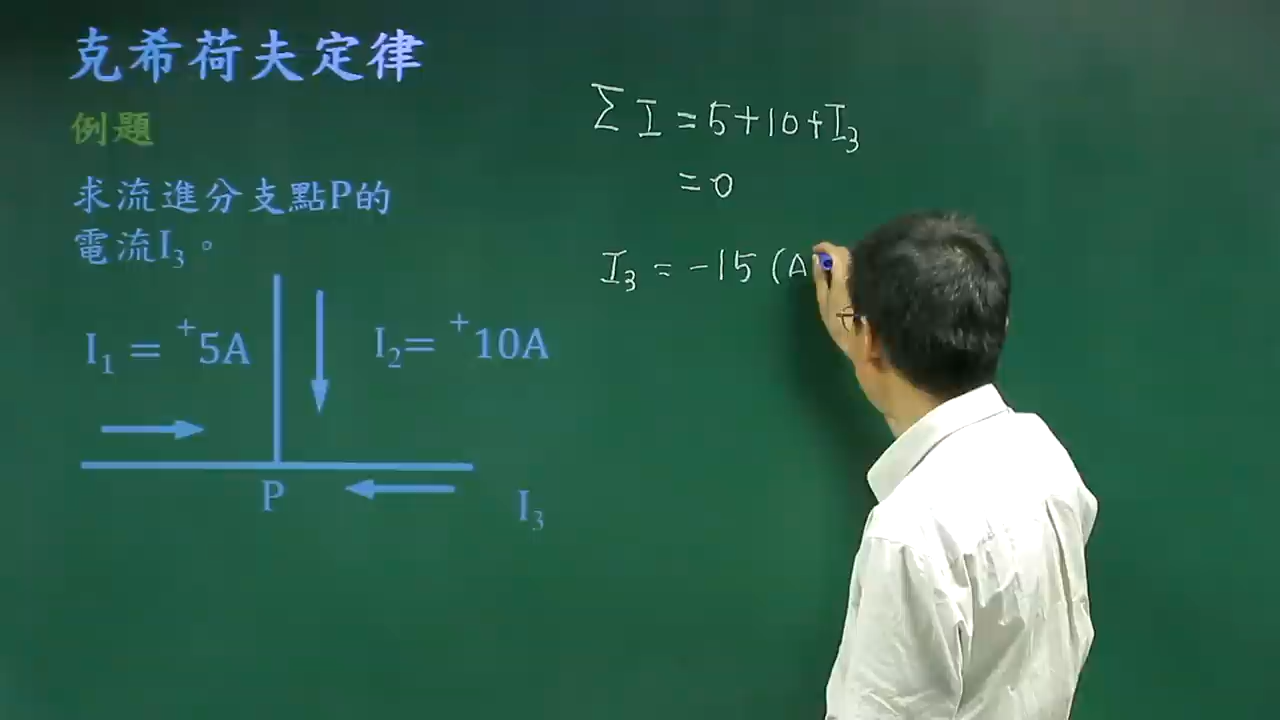 克希荷夫定律
例題
求流進分支點P的
電流I₃。
I₁ = ⁺5A
I₂= ⁺10A
P
I₃
Σ I = 5+10+I₃
= 0
I₃ = -15 (A